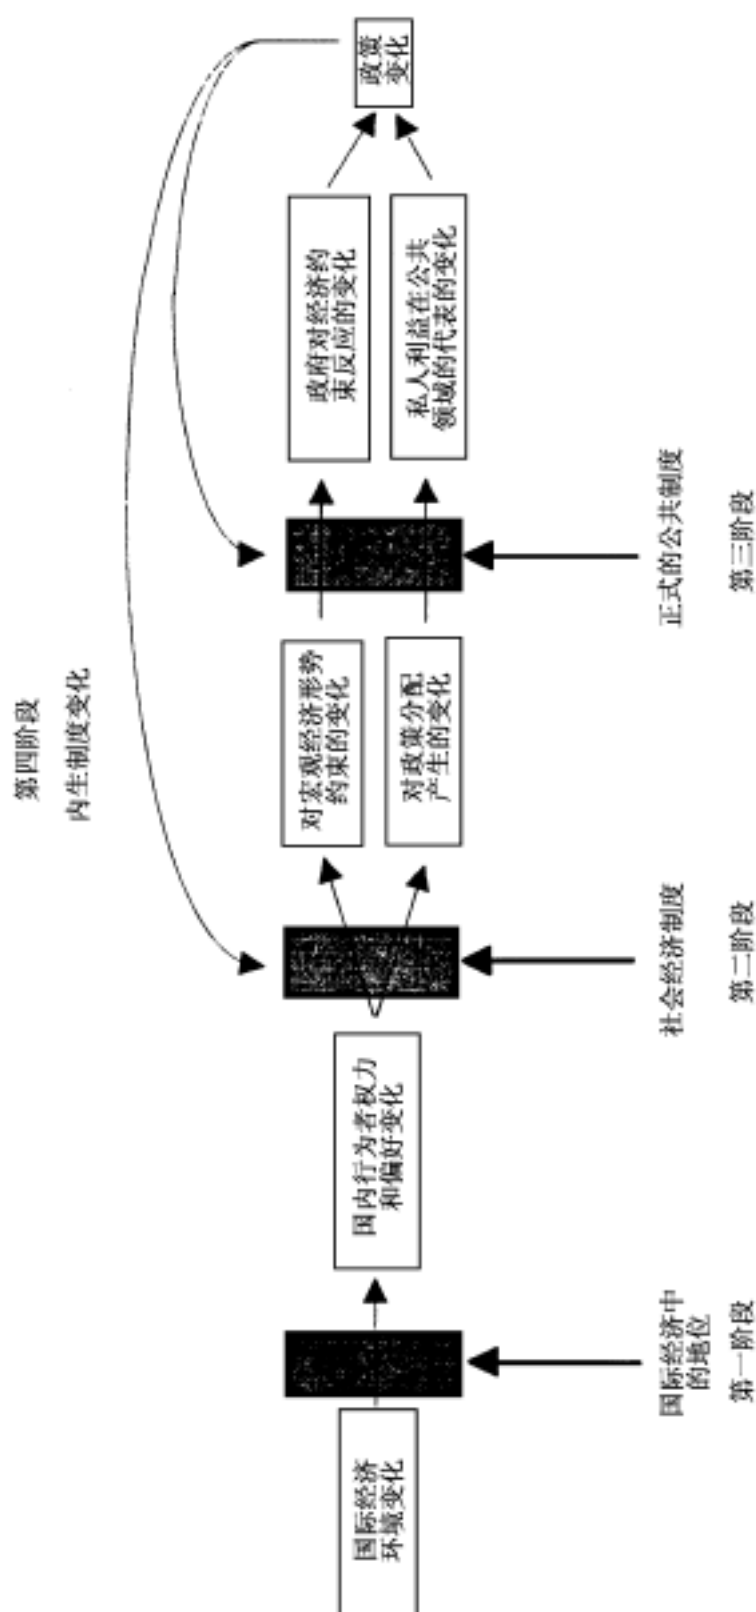 第四阶段
内生制度变化
国际经济
环境变化
国内行为者权力
和偏好变化
对宏观经济形势
约束的变化
对政策分配
产生的变化
政府对经济约
束反应的变化
私人利益在公共
领域的代表的变化
政策
变化
国际经济中
的地位
第一阶段
社会经济制度
第二阶段
正式的公共制度
第三阶段